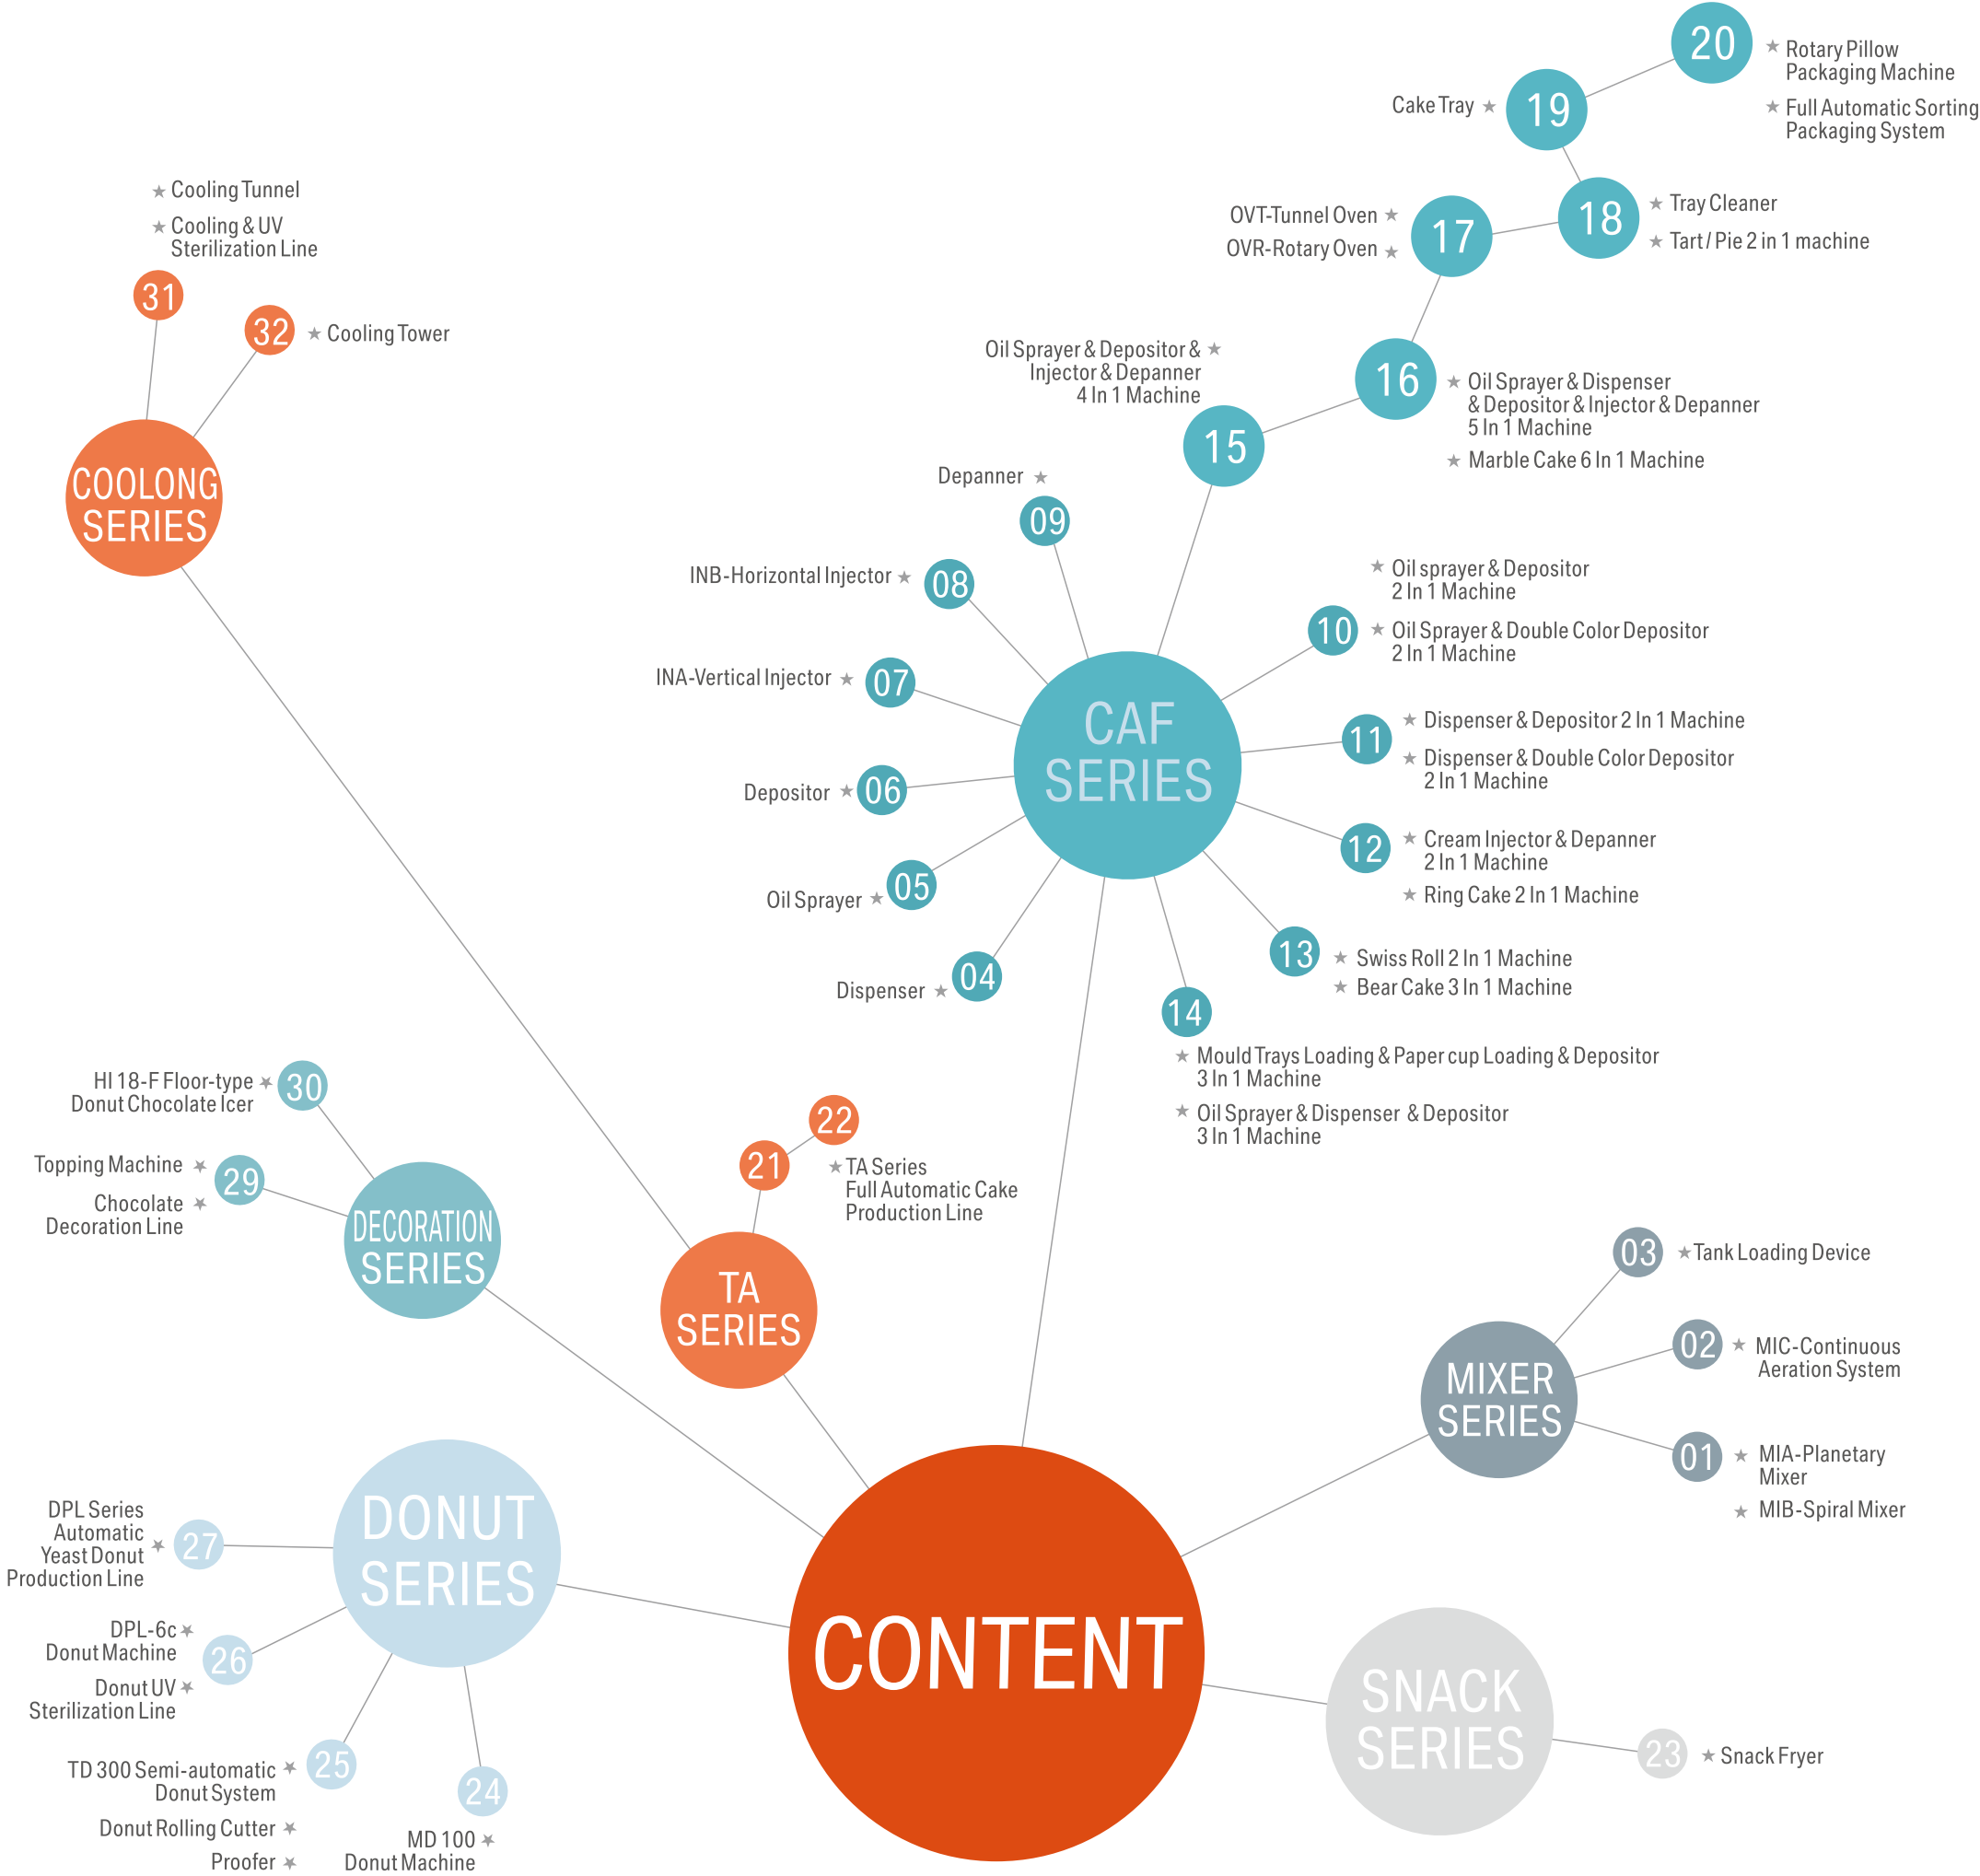 20
Rotary Pillow
Packaging Machine
Full Automatic Sorting
Packaging System
Cake Tray
19
18
Tray Cleaner
Tart / Pie 2 in 1 machine
OVT-Tunnel Oven
OVR-Rotary Oven
17
16
Oil Sprayer & Dispenser
& Depositor & Injector & Depanner
5 In 1 Machine
Marble Cake 6 In 1 Machine
Oil Sprayer & Depositor &
Injector & Depanner
4 In 1 Machine
15
Cooling Tunnel
Cooling & UV
Sterilization Line
31
32
Cooling Tower
COOLONG
SERIES
Depanner
09
INB-Horizontal Injector
08
INA-Vertical Injector
07
Depositor
06
Oil Sprayer
05
Dispenser
04
CAF
SERIES
10
Oil sprayer & Depositor
2 In 1 Machine
Oil Sprayer & Double Color Depositor
2 In 1 Machine
11
Dispenser & Depositor 2 In 1 Machine
Dispenser & Double Color Depositor
2 In 1 Machine
12
Cream Injector & Depanner
2 In 1 Machine
Ring Cake 2 In 1 Machine
13
Swiss Roll 2 In 1 Machine
Bear Cake 3 In 1 Machine
14
Mould Trays Loading & Paper cup Loading & Depositor
3 In 1 Machine
Oil Sprayer & Dispenser & Depositor
3 In 1 Machine
HI 18-F Floor-type
Donut Chocolate Icer
30
Topping Machine
Chocolate
Decoration Line
29
DECORATION
SERIES
22
21
TA Series
Full Automatic Cake
Production Line
TA
SERIES
03
Tank Loading Device
02
MIC-Continuous
Aeration System
01
MIA-Planetary
Mixer
MIB-Spiral Mixer
MIXER
SERIES
DONUT
SERIES
DPL Series
Automatic
Yeast Donut
Production Line
27
DPL-6c
Donut Machine
Donut UV
Sterilization Line
26
TD 300 Semi-automatic
Donut System
Donut Rolling Cutter
Proofer
25
24
MD 100
Donut Machine
CONTENT
SNACK
SERIES
23
Snack Fryer